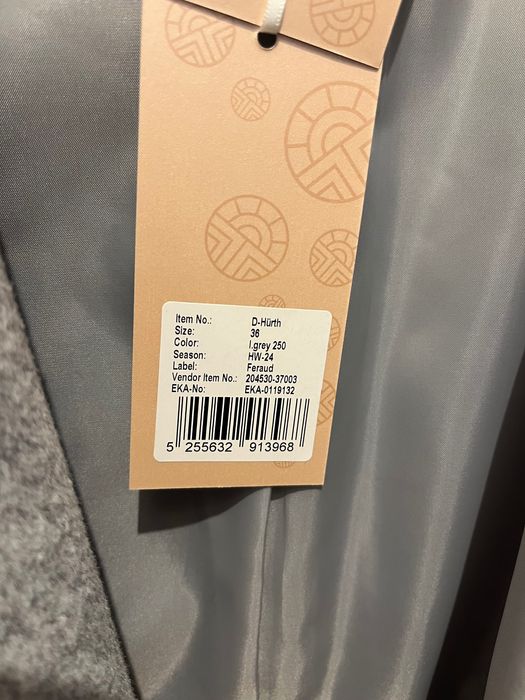 Item No.: D-Hürth
Size: 36
Color: l.grey 250
Season: HW-24
Label: Feraud
Vendor Item No.: 204530-37003
EKA-No: EKA-0119132
5 255632 913968